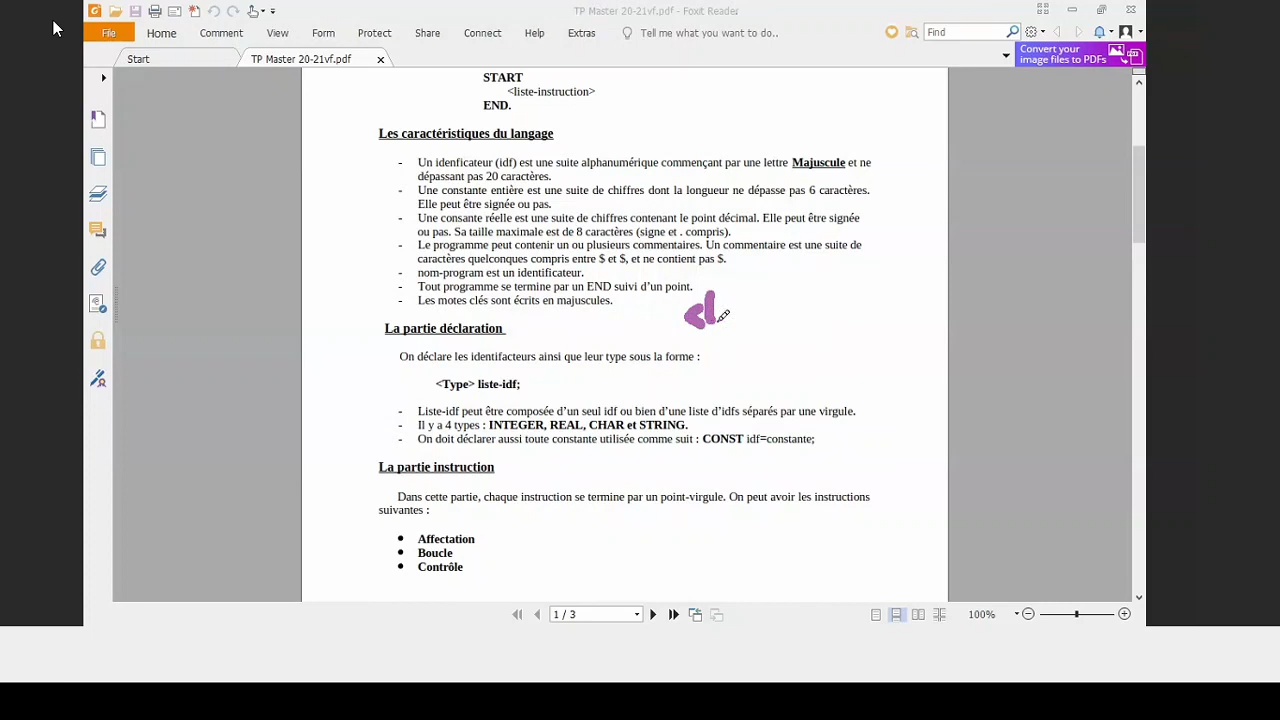 TP Master 20-21vf.pdf - Foxit Reader
File Home Comment View Form Protect Share Connect Help Extras Tell me what you want to do.. Find
Start TP Master 20-21vf.pdf
Convert your
image files to PDFs
START
<liste-instruction>
END.
Les caractéristiques du langage
- Un idenficateur (idf) est une suite alphanumérique commençant par une lettre Majuscule et ne
dépassant pas 20 caractères.
- Une constante entière est une suite de chiffres dont la longueur ne dépasse pas 6 caractères.
Elle peut être signée ou pas.
- Une consante réelle est une suite de chiffres contenant le point décimal. Elle peut être signée
ou pas. Sa taille maximale est de 8 caractères (signe et . compris).
- Le programme peut contenir un ou plusieurs commentaires. Un commentaire est une suite de
caractères quelconques compris entre $ et $, et ne contient pas $.
- nom-program est un identificateur.
- Tout programme se termine par un END suivi d’un point.
- Les motes clés sont écrits en majuscules.
La partie déclaration
On déclare les identifacteurs ainsi que leur type sous la forme :
<Type> liste-idf;
- Liste-idf peut être composée d’un seul idf ou bien d’une liste d’idfs séparés par une virgule.
- Il y a 4 types : INTEGER, REAL, CHAR et STRING.
- On doit déclarer aussi toute constante utilisée comme suit : CONST idf=constante;
La partie instruction
Dans cette partie, chaque instruction se termine par un point-virgule. On peut avoir les instructions
suivantes :
• Affectation
• Boucle
• Contrôle
1 / 3 100%